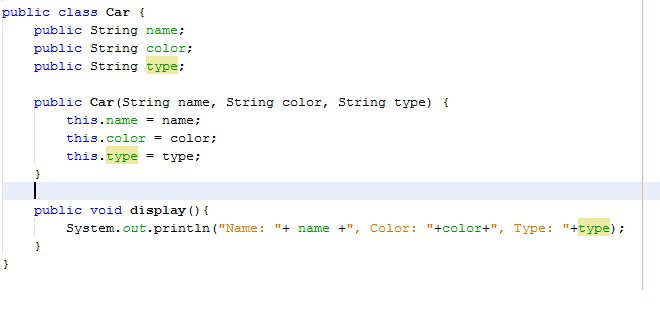 public class Car {
    public String name;
    public String color;
    public String type;

    public Car(String name, String color, String type) {
        this.name = name;
        this.color = color;
        this.type = type;
    }

    public void display(){
        System.out.println("Name: "+ name +", Color: "+color+", Type: "+type);
    }
}